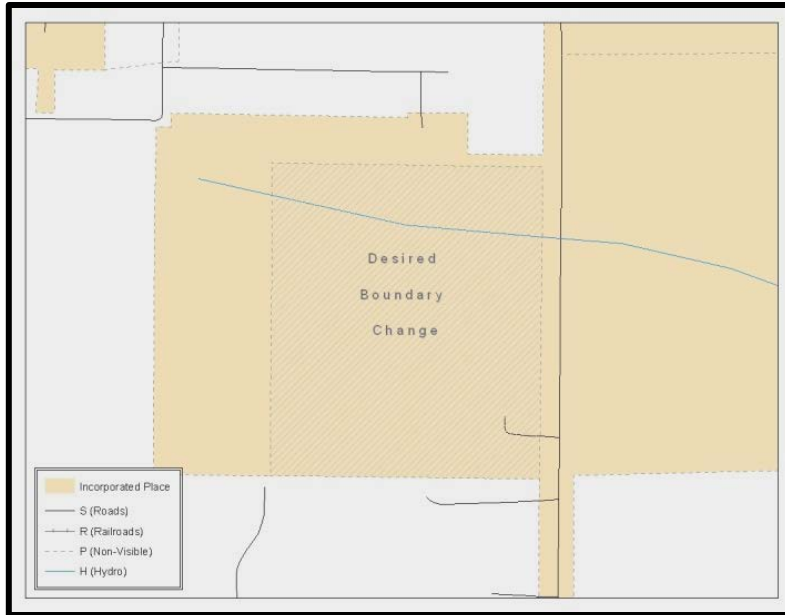 Desired
Boundary
Change
Incorporated Place
S (Roads)
R (Railroads)
P (Non-Visible)
H (Hydro)